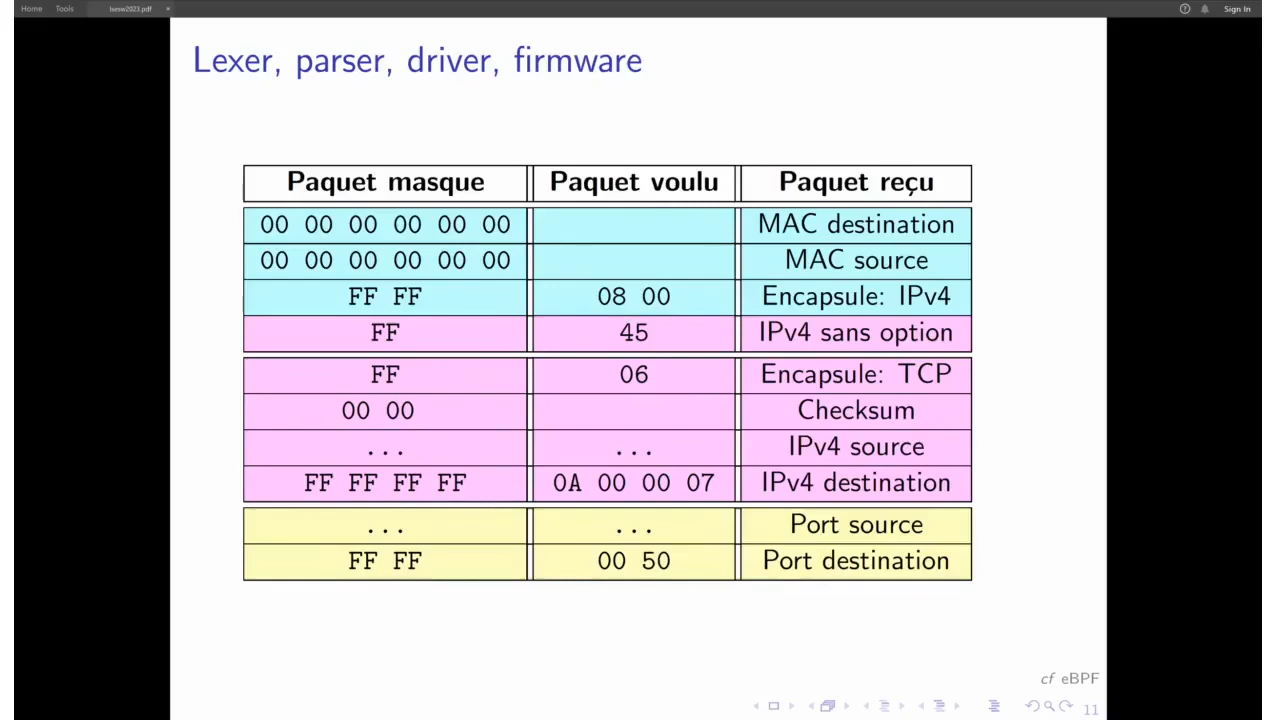 Home Tools lsesw2023.pdf × Sign In
Lexer, parser, driver, firmware
Paquet masque Paquet voulu Paquet reçu
00 00 00 00 00 00 MAC destination
00 00 00 00 00 00 MAC source
FF FF 08 00 Encapsule: IPv4
FF 45 IPv4 sans option
FF 06 Encapsule: TCP
00 00 Checksum
... ... IPv4 source
FF FF FF FF 0A 00 00 07 IPv4 destination
... ... Port source
FF FF 00 50 Port destination
cf eBPF
11